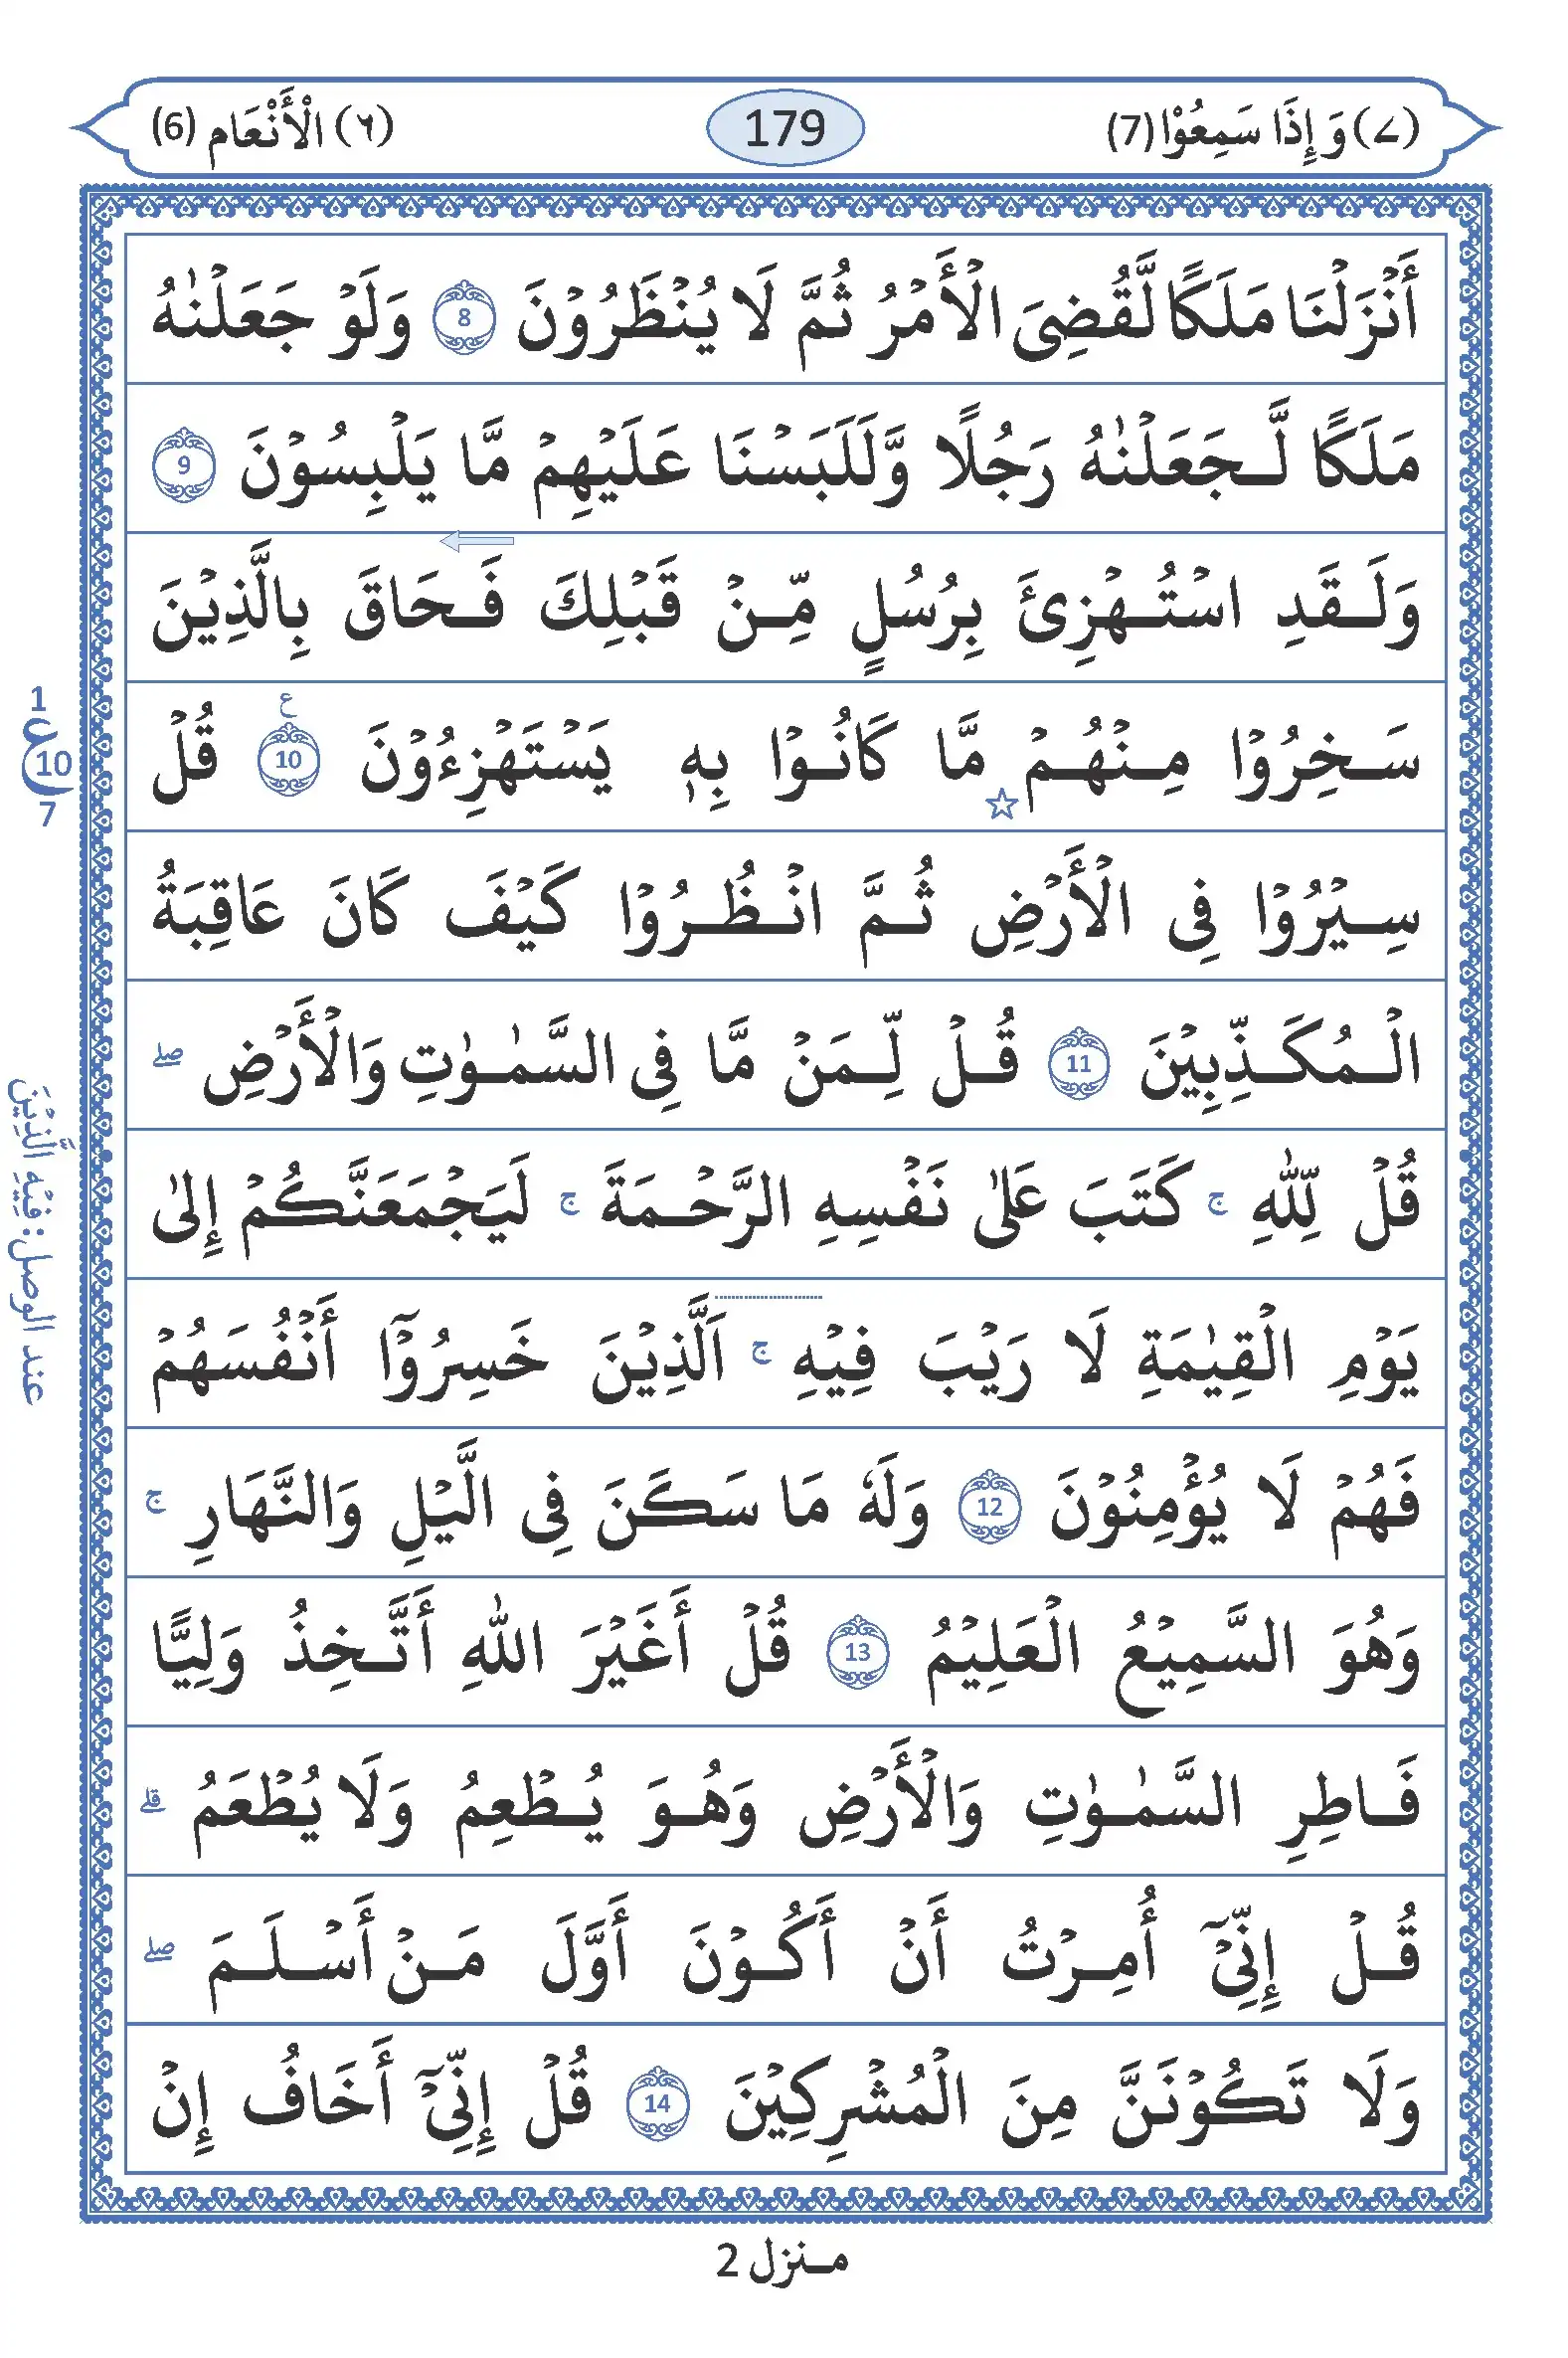 (٧) وَإِذَا سَمِعُوْا (7) 179 (٦) الْأَنْعَام (6)
أَنْزَلْنَا مَلَكًا لَّقُضِىَ الْأَمْرُ ثُمَّ لَا يُنْظَرُوْنَ 8 وَلَوْ جَعَلْنٰهُ
مَلَكًا لَّـجَعَلْنٰهُ رَجُلًا وَّلَلَبَسْنَا عَلَيْهِمْ مَّا يَلْبِسُوْنَ 9
وَلَـقَدِ اسْتُـهْزِئَ بِرُسُلٍ مِّـنْ قَبْلِكَ فَـحَاقَ بِالَّذِيْنَ
سَـخِرُوْا مِـنْهُـمْ مَّا كَانُـوْا بِهٖ يَسْتَهْزِءُوْنَ 10 ع قُلْ
سِـيْرُوْا فِى الْأَرْضِ ثُـمَّ انْـظُـرُوْا كَيْفَ كَانَ عَاقِبَةُ
الْـمُكَـذِّبِيْنَ 11 قُـلْ لِّـمَنْ مَّا فِى السَّمٰـوٰتِ وَالْأَرْضِ ۖ
قُلْ لِّلّٰهِ ۚ كَتَبَ عَلٰى نَفْسِهِ الرَّحْـمَةَ ۚ لَيَجْمَعَنَّكُمْ إِلٰى
يَوْمِ الْقِيٰمَةِ لَا رَيْبَ فِيْهِ ۚ اَلَّذِيْنَ خَسِرُوْٓا أَنْفُسَهُمْ
فَهُمْ لَا يُؤْمِنُوْنَ 12 وَلَهٗ مَا سَكَنَ فِى الَّيْلِ وَالنَّهَارِ ۚ
وَهُوَ السَّمِيْعُ الْعَلِيْمُ 13 قُلْ أَغَيْرَ اللّٰهِ أَتَّـخِذُ وَلِيًّا
فَـاطِرِ السَّمٰـوٰتِ وَالْأَرْضِ وَهُـوَ يُـطْعِمُ وَلَا يُطْعَمُ ۗ
قُـلْ إِنِّىْٓ أُمِـرْتُ أَنْ أَكُـوْنَ أَوَّلَ مَـنْ أَسْـلَـمَ ۖ
وَلَا تَكُوْنَنَّ مِنَ الْمُشْرِكِيْنَ 14 قُلْ إِنِّىْٓ أَخَافُ إِنْ
1
ع 10
7
عند الوصل: فِيْهِ الَّذِيْنَ
مـنزل 2